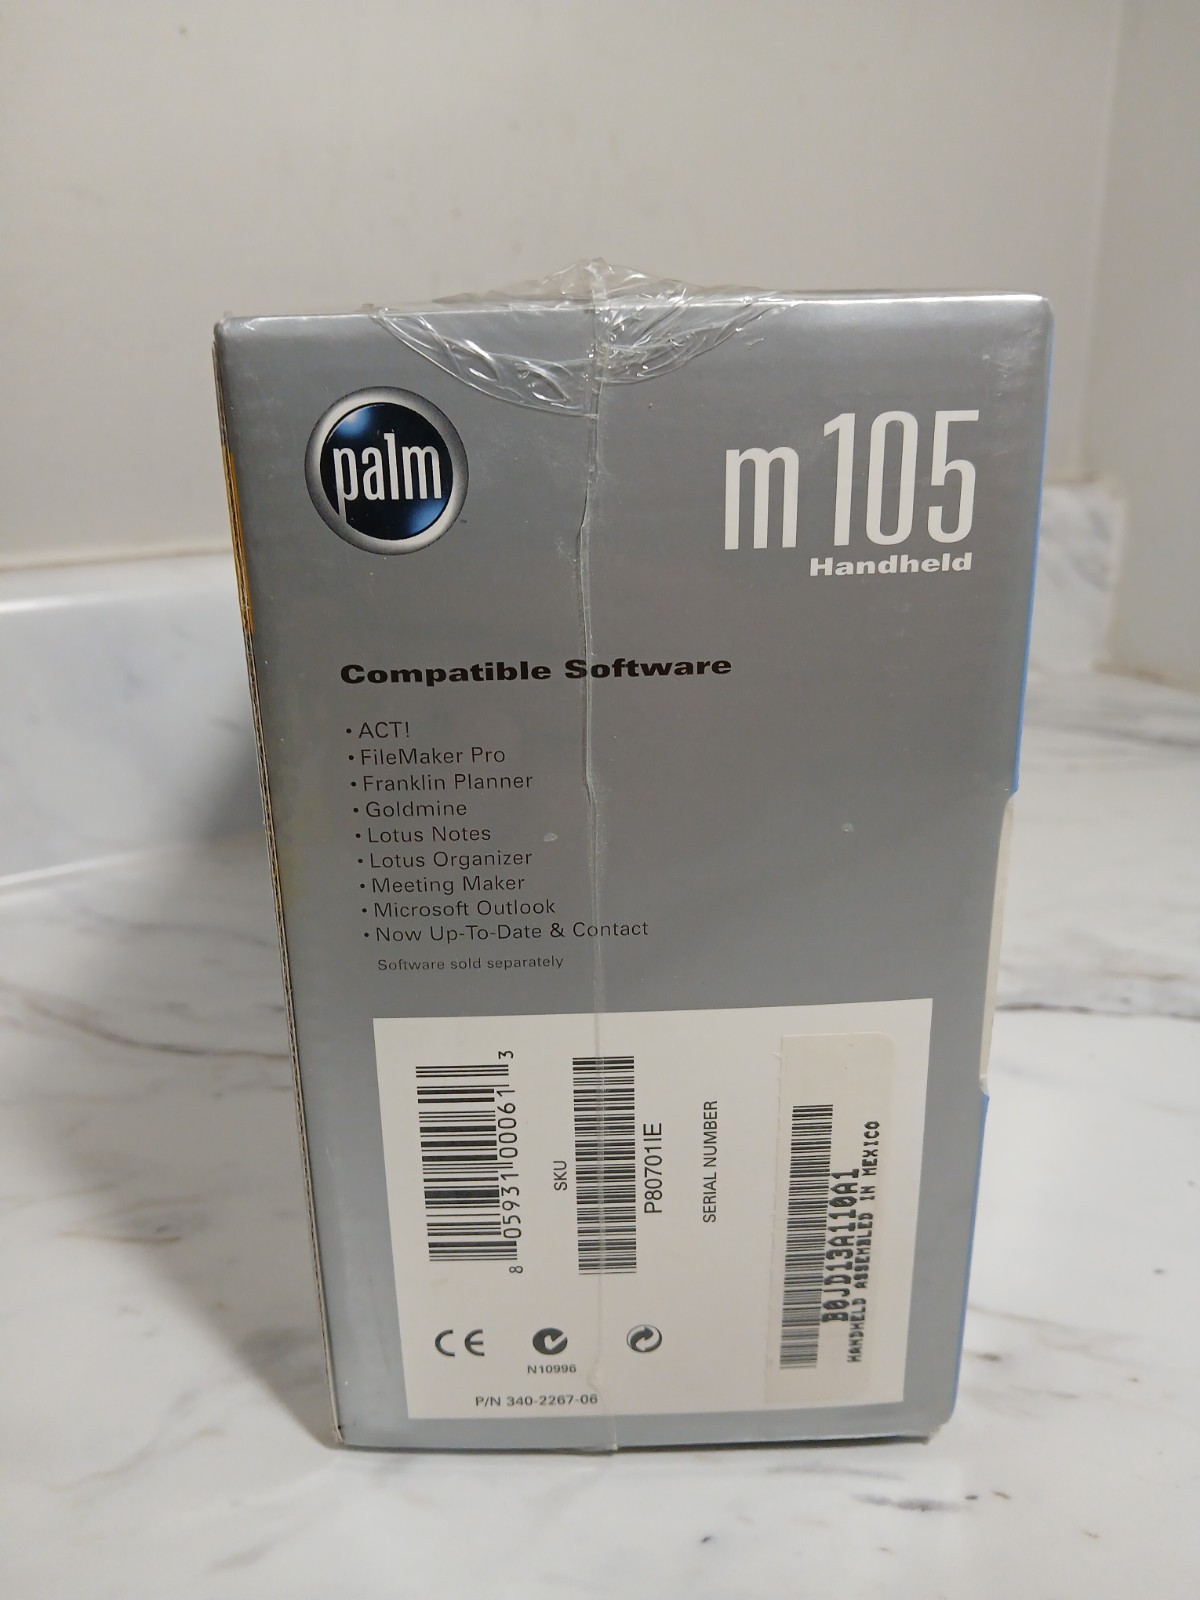 palm
m105
Handheld
Compatible Software
• ACT!
• FileMaker Pro
• Franklin Planner
• Goldmine
• Lotus Notes
• Lotus Organizer
• Meeting Maker
• Microsoft Outlook
• Now Up-To-Date & Contact
Software sold separately
8 05931 00061 3
SKU
P80701IE
SERIAL NUMBER
B0JD13A110A1
HANDHELD ASSEMBLED IN MEXICO
CE
N10996
P/N 340-2267-06